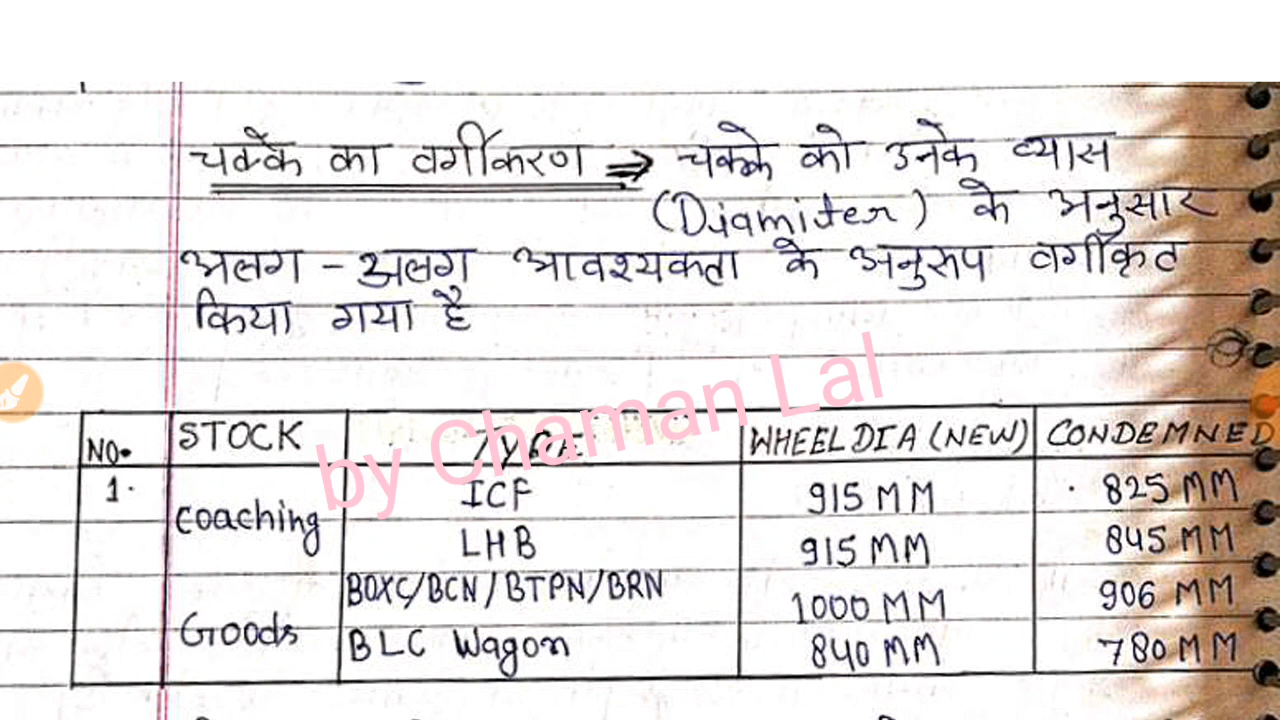 चक्के का वर्गीकरण ⇒ चक्के को उनके व्यास
(Diamiter) के अनुसार
अलग - अलग आवश्यकता के अनुरूप वर्गीकृत
किया गया है
by Chaman Lal
NO. STOCK TYPE WHEEL DIA (NEW) CONDEMNED
1. Coaching ICF 915 MM 825 MM
LHB 915 MM 845 MM
Goods BOXC/BCN/BTPN/BRN 1000 MM 906 MM
BLC Wagon 840 MM 780 MM